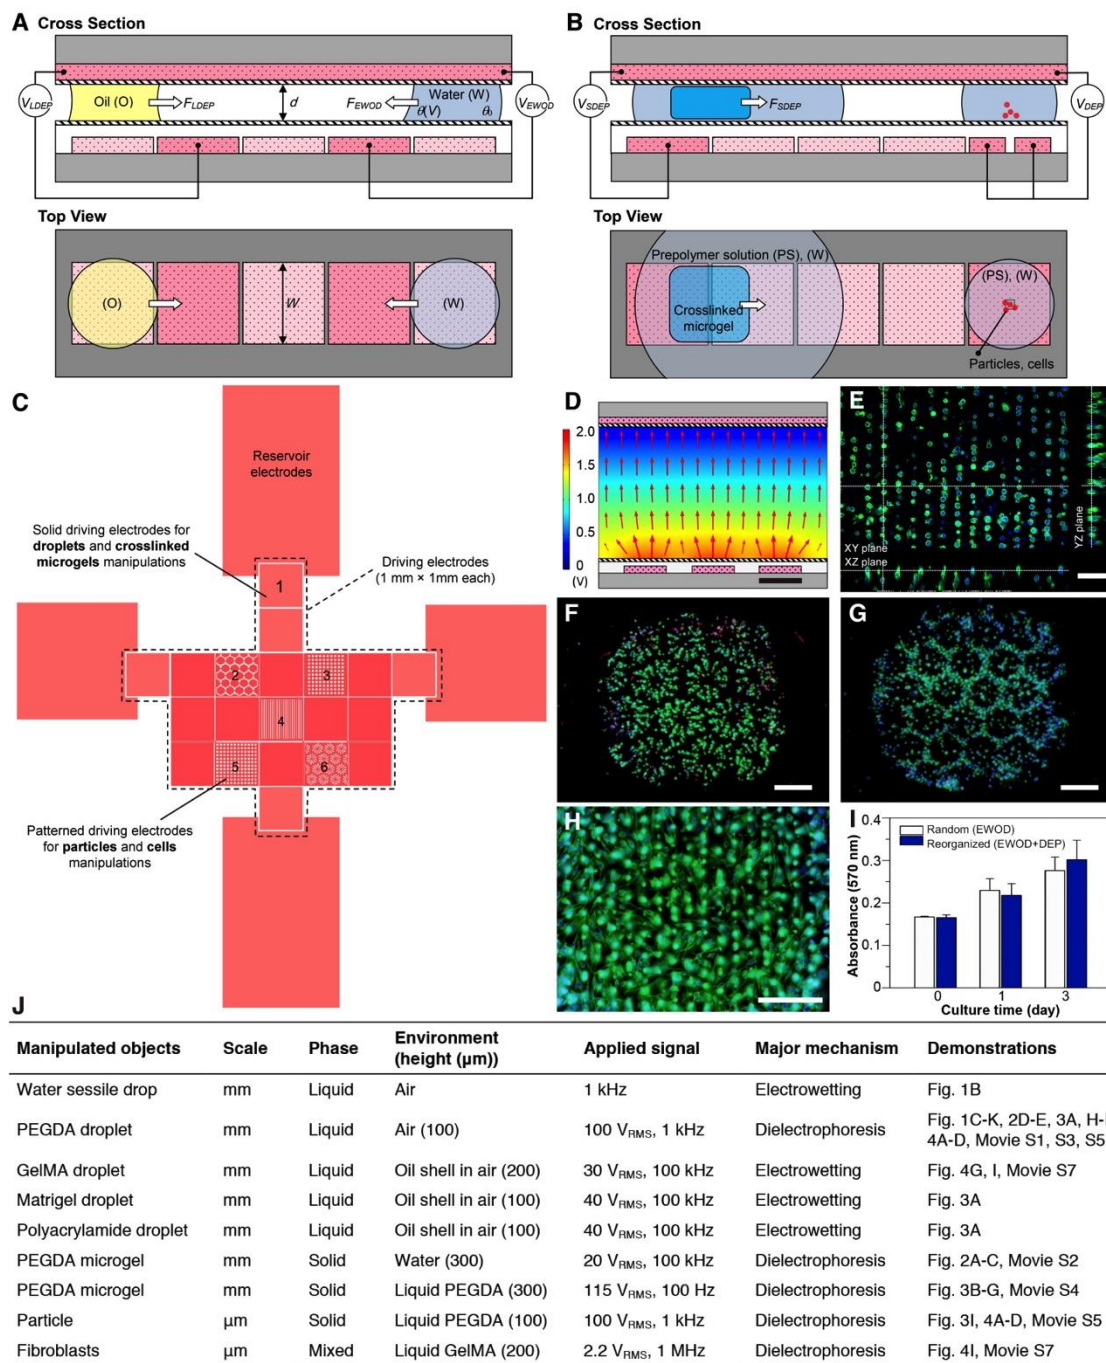 A
Cross Section
V_LDEP
Oil (O)
F_LDEP
d
F_EWOD
Water (W)
θ(V)
θ₀
V_EWOD
Top View
(O)
W
(W)
B
Cross Section
V_SDEP
F_SDEP
V_DEP
Top View
Prepolymer solution (PS), (W)
Crosslinked
microgel
(PS), (W)
Particles, cells
C
Reservoir
electrodes
Solid driving electrodes for
droplets and crosslinked
microgels manipulations
Driving electrodes
(1 mm × 1mm each)
1
2
3
4
5
6
Patterned driving electrodes
for particles and cells
manipulations
D
2.0
1.5
1.0
0.5
0
(V)
E
XY plane
XZ plane
YZ plane
F
G
H
I
0.4
0.3
0.2
0.1
0
Absorbance (570 nm)
Random (EWOD)
Reorganized (EWOD+DEP)
0 1 3
Culture time (day)
J
Manipulated objects Scale Phase Environment (height (μm)) Applied signal Major mechanism Demonstrations
Water sessile drop mm Liquid Air 1 kHz Electrowetting Fig. 1B
PEGDA droplet mm Liquid Air (100) 100 V_RMS, 1 kHz Dielectrophoresis Fig. 1C-K, 2D-E, 3A, H-
4A-D, Movie S1, S3, S5
GelMA droplet mm Liquid Oil shell in air (200) 30 V_RMS, 100 kHz Electrowetting Fig. 4G, I, Movie S7
Matrigel droplet mm Liquid Oil shell in air (100) 40 V_RMS, 100 kHz Electrowetting Fig. 3A
Polyacrylamide droplet mm Liquid Oil shell in air (100) 40 V_RMS, 100 kHz Electrowetting Fig. 3A
PEGDA microgel mm Solid Water (300) 20 V_RMS, 100 kHz Dielectrophoresis Fig. 2A-C, Movie S2
PEGDA microgel mm Solid Liquid PEGDA (300) 115 V_RMS, 100 Hz Dielectrophoresis Fig. 3B-G, Movie S4
Particle μm Solid Liquid PEGDA (100) 100 V_RMS, 1 kHz Dielectrophoresis Fig. 3I, 4A-D, Movie S5
Fibroblasts μm Mixed Liquid GelMA (200) 2.2 V_RMS, 1 MHz Dielectrophoresis Fig. 4I, Movie S7